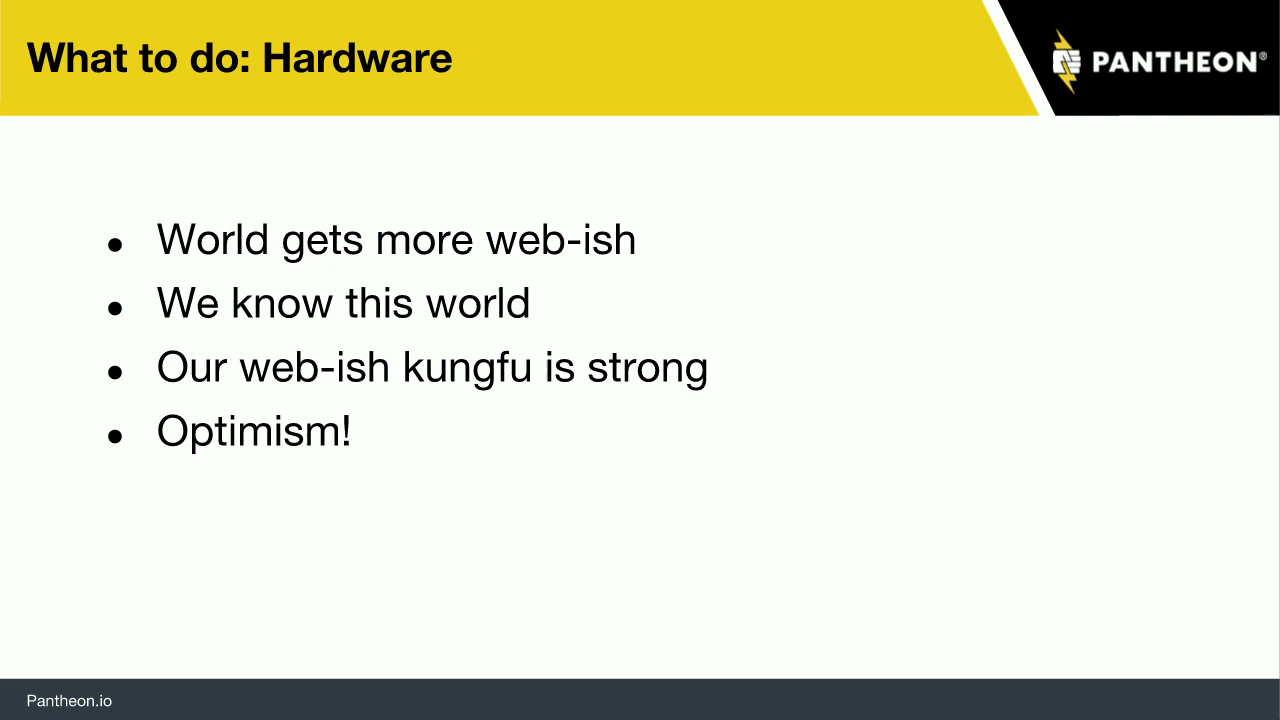 What to do: Hardware
PANTHEON®
● World gets more web-ish
● We know this world
● Our web-ish kungfu is strong
● Optimism!
Pantheon.io